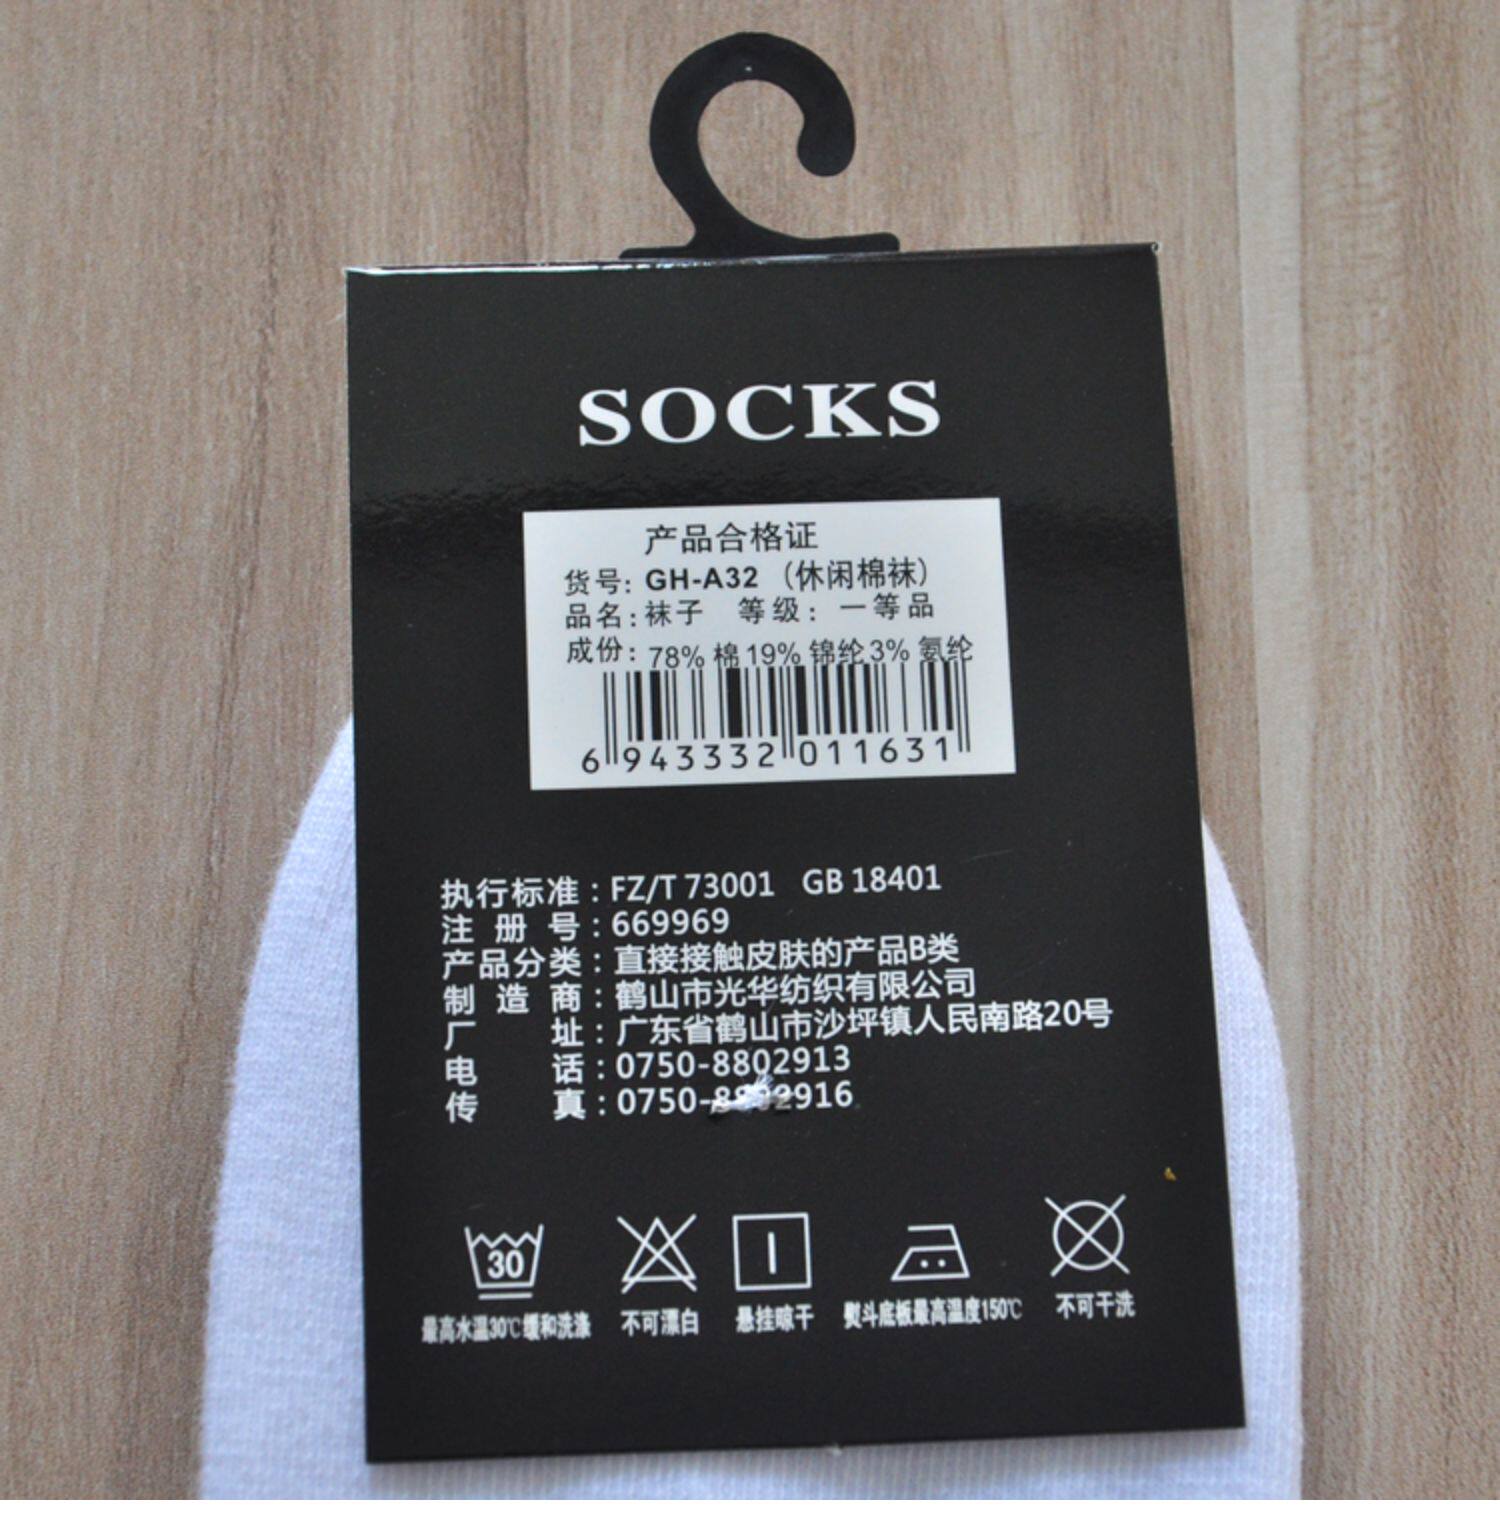 SOCKS
产品合格证
货号: GH-A32 （休闲棉袜）
品名: 袜子 等级: 一等品
成份: 78% 棉 19% 锦纶 3% 氨纶
6 943332 011631
执行标准：FZ/T 73001 GB 18401
注册号：669969
产品分类：直接接触皮肤的产品B类
制造商：鹤山市光华纺织有限公司
厂址：广东省鹤山市沙坪镇人民南路20号
电话：0750-8802913
传真：0750-8802916
30
最高水温30℃缓和洗涤 不可漂白 悬挂晾干 熨斗底板最高温度150℃ 不可干洗